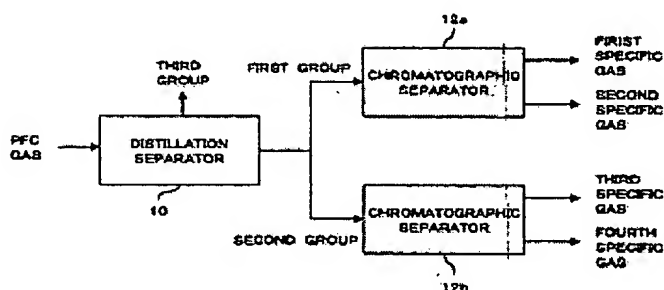 12a
FIRST
SPECIFIC
GAS
THIRD
GROUP
FIRST GROUP
CHROMATOGRAPHIC
SEPARATOR
SECOND
SPECIFIC
GAS
PFC
GAS
DISTILLATION
SEPARATOR
10
THIRD
SPECIFIC
GAS
CHROMATOGRAPHIC
SEPARATOR
SECOND GROUP
FOURTH
SPECIFIC
GAS
12b